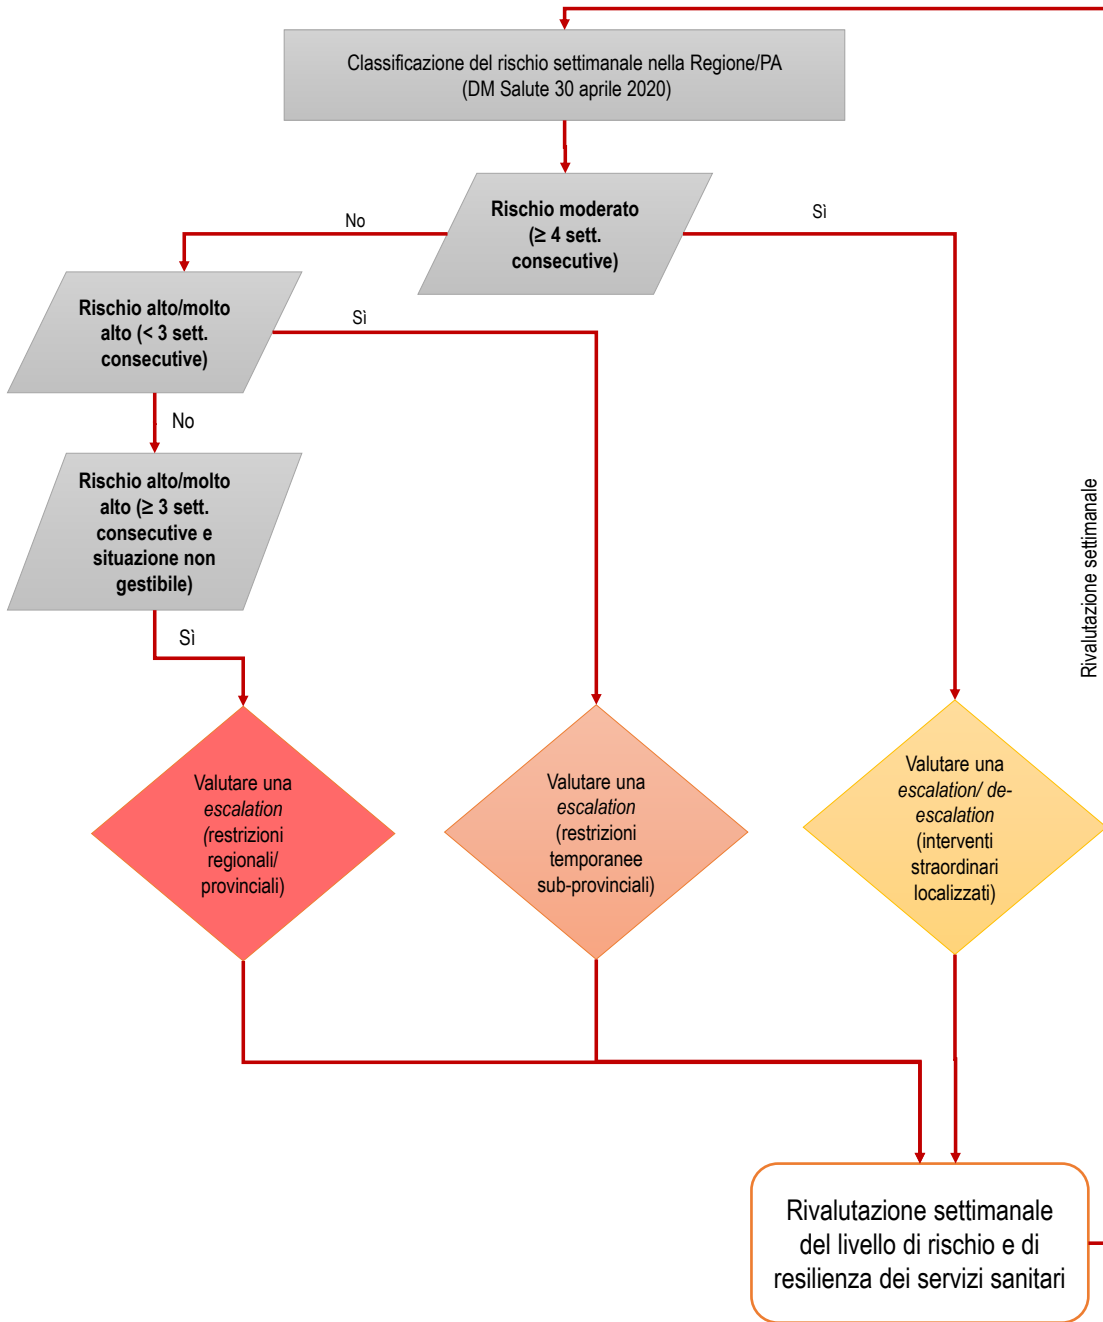 Classificazione del rischio settimanale nella Regione/PA
(DM Salute 30 aprile 2020)
Rischio moderato
(≥ 4 sett.
consecutive)
No
Sì
Rischio alto/molto
alto (< 3 sett.
consecutive)
Sì
No
Rischio alto/molto
alto (≥ 3 sett.
consecutive e
situazione non
gestibile)
Sì
Rivalutazione settimanale
Valutare una
escalation
(restrizioni
regionali/
provinciali)
Valutare una
escalation
(restrizioni
temporanee
sub-provinciali)
Valutare una
escalation/ de-
escalation
(interventi
straordinari
localizzati)
Rivalutazione settimanale
del livello di rischio e di
resilienza dei servizi sanitari